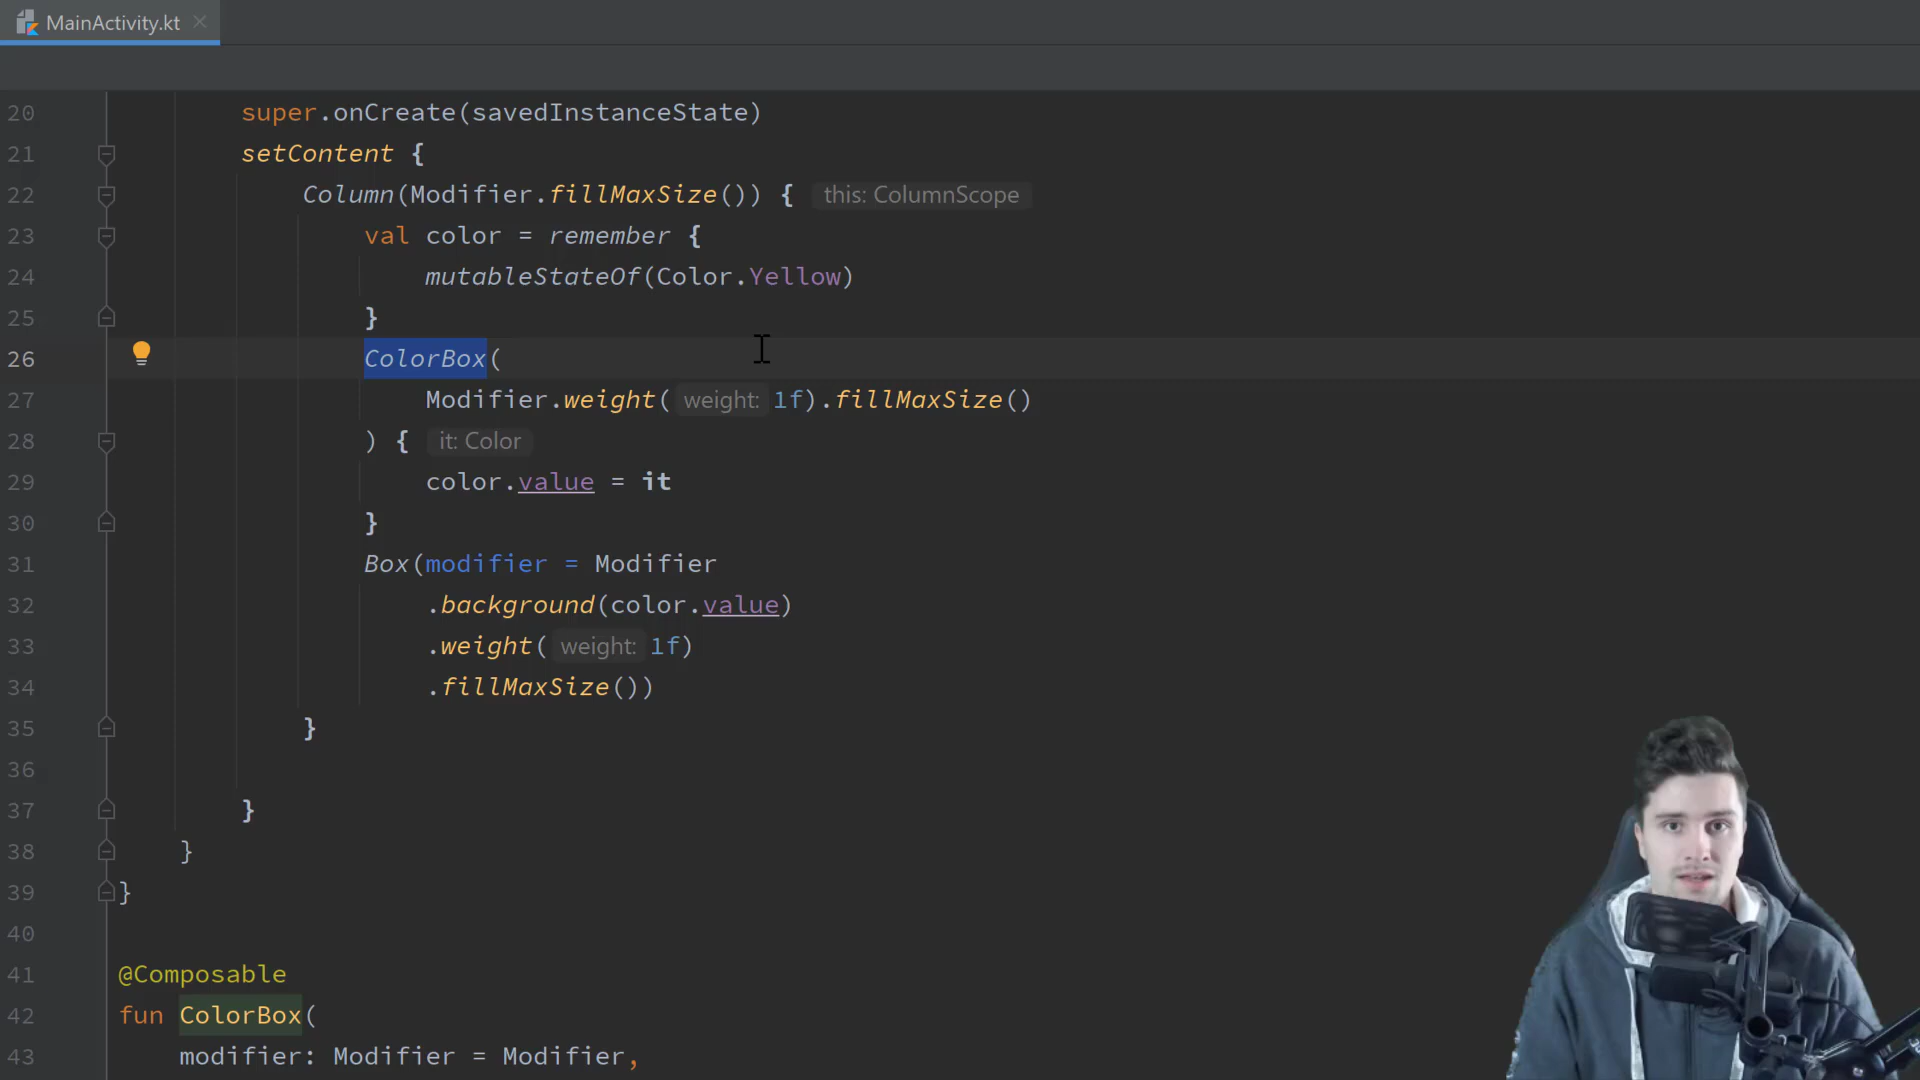 MainActivity.kt
20 super.onCreate(savedInstanceState)
21 setContent {
22 Column(Modifier.fillMaxSize()) { this: ColumnScope
23 val color = remember {
24 mutableStateOf(Color.Yellow)
25 }
26 ColorBox(
27 Modifier.weight( weight: 1f).fillMaxSize()
28 ) { it: Color
29 color.value = it
30 }
31 Box(modifier = Modifier
32 .background(color.value)
33 .weight( weight: 1f)
34 .fillMaxSize())
35 }
36
37 }
38 }
39 }
40
41 @Composable
42 fun ColorBox(
43 modifier: Modifier = Modifier,